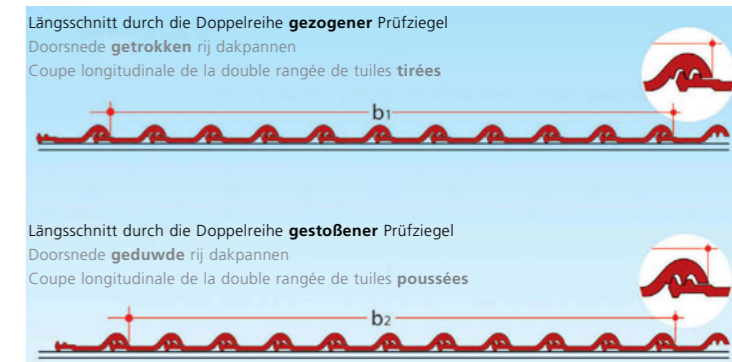 Längsschnitt durch die Doppelreihe gezogener Prüfziegel
Doorsnede getrokken rij dakpannen
Coupe longitudinale de la double rangée de tuiles tirées
b1
Längsschnitt durch die Doppelreihe gestoßener Prüfziegel
Doorsnede geduwde rij dakpannen
Coupe longitudinale de la double rangée de tuiles poussées
b2